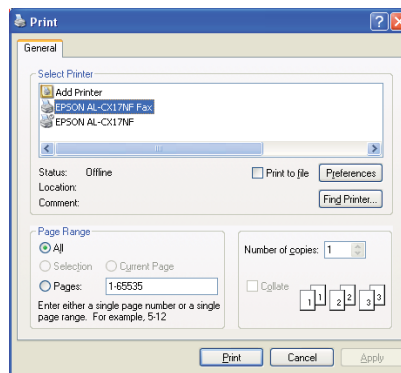 Print
General
Select Printer
Add Printer
EPSON AL-CX17NF Fax
EPSON AL-CX17NF
Status: Offline
Location:
Comment:
Print to file
Preferences
Find Printer...
Page Range
All
Selection Current Page
Pages: 1-65535
Enter either a single page number or a single
page range. For example, 5-12
Number of copies: 1
Collate
1 1 2 2 3 3
Print Cancel Apply